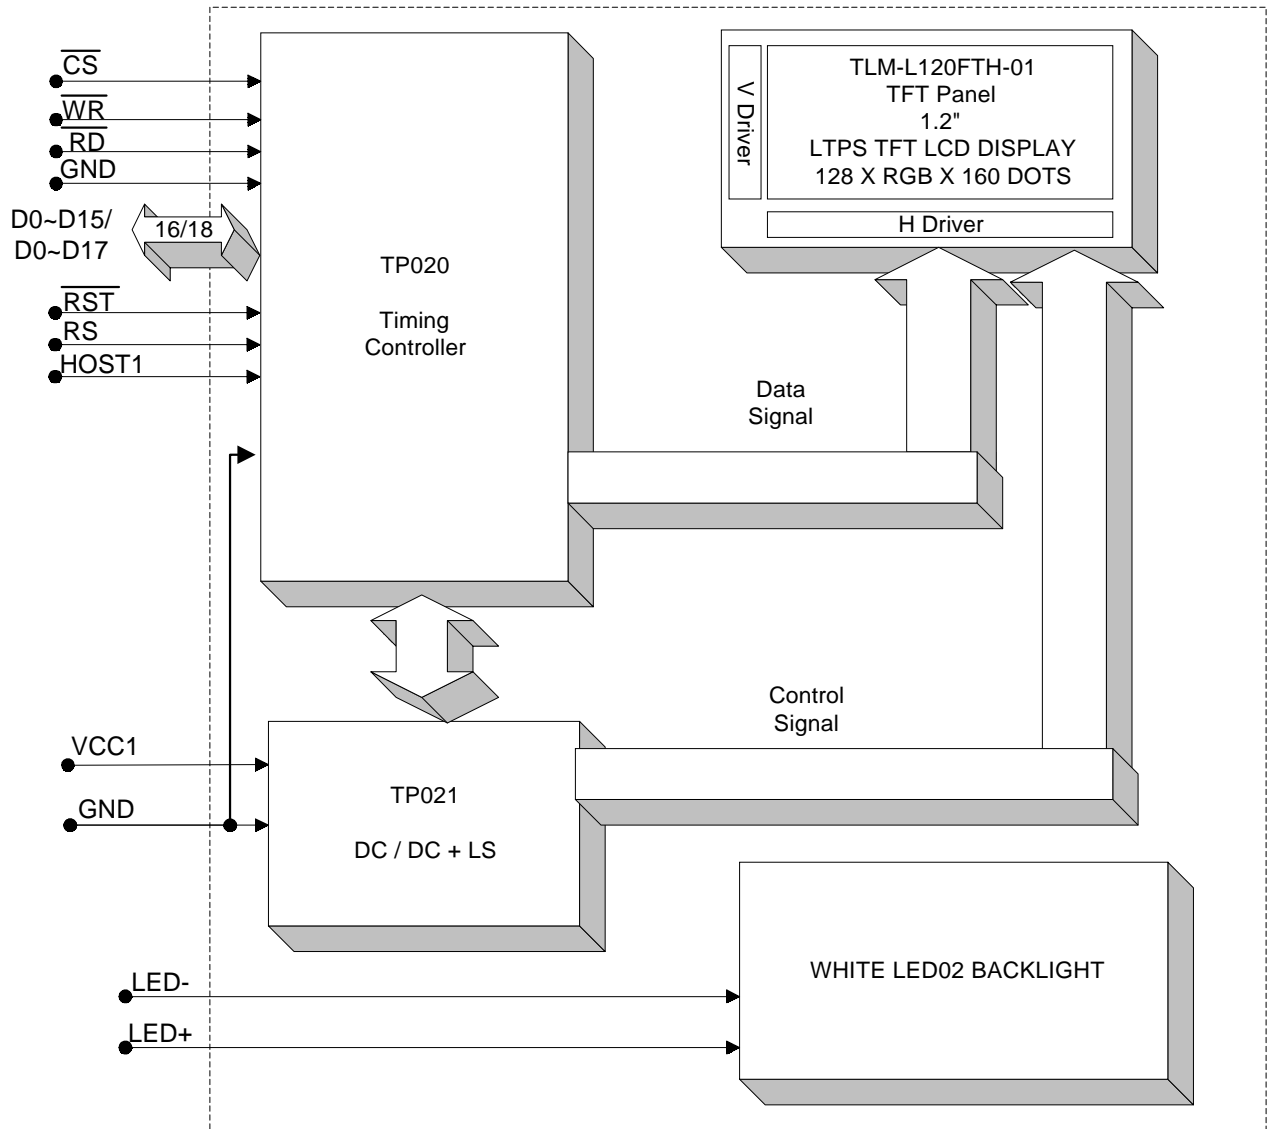 CS
WR
RD
GND
D0~D15/
D0~D17
16/18
RST
RS
HOST1
TP020
Timing
Controller
V Driver
TLM-L120FTH-01
TFT Panel
1.2"
LTPS TFT LCD DISPLAY
128 X RGB X 160 DOTS
H Driver
Data
Signal
Control
Signal
VCC1
GND
TP021
DC / DC + LS
WHITE LED02 BACKLIGHT
LED-
LED+